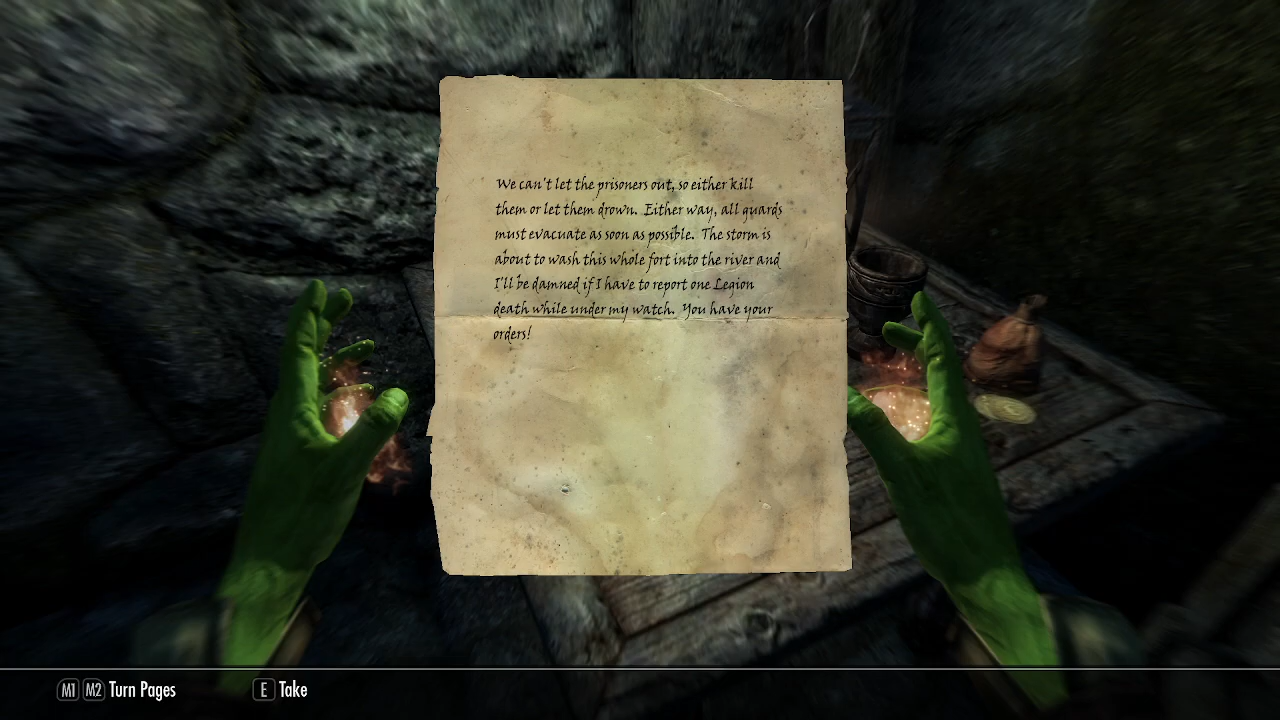 We can't let the prisoners out, so either kill
them or let them drown. Either way, all guards
must evacuate as soon as possible. The storm is
about to wash this whole fort into the river and
I'll be damned if I have to report one Legion
death while under my watch. You have your
orders!
M1 M2 Turn Pages E Take